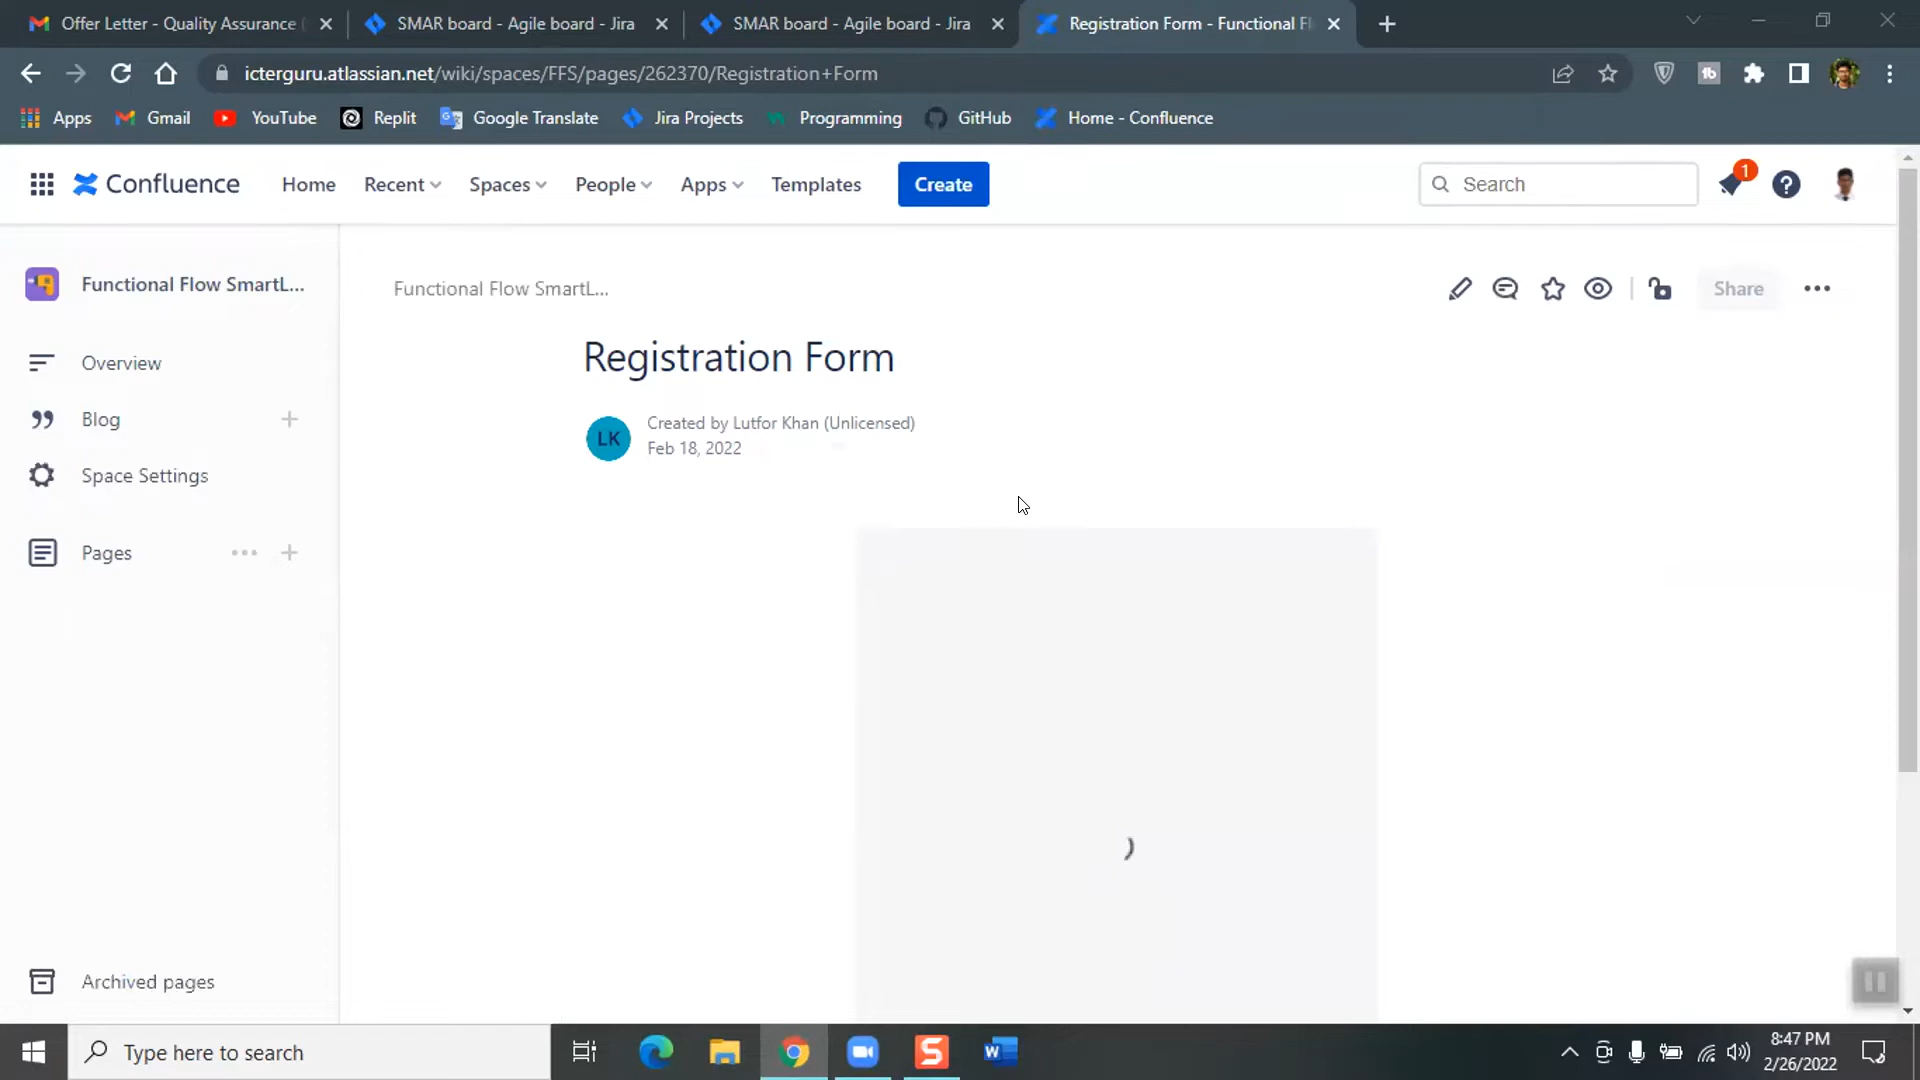 Offer Letter - Quality Assurance
SMAR board - Agile board - Jira
SMAR board - Agile board - Jira
Registration Form - Functional Fl
icterguru.atlassian.net/wiki/spaces/FFS/pages/262370/Registration+Form
Apps
Gmail
YouTube
Replit
Google Translate
Jira Projects
Programming
GitHub
Home - Confluence
Confluence
Home
Recent
Spaces
People
Apps
Templates
Create
Search
1
Functional Flow SmartL...
Overview
Blog
Space Settings
Pages
Archived pages
Functional Flow SmartL...
Share
Registration Form
LK
Created by Lutfor Khan (Unlicensed)
Feb 18, 2022
Type here to search
8:47 PM
2/26/2022